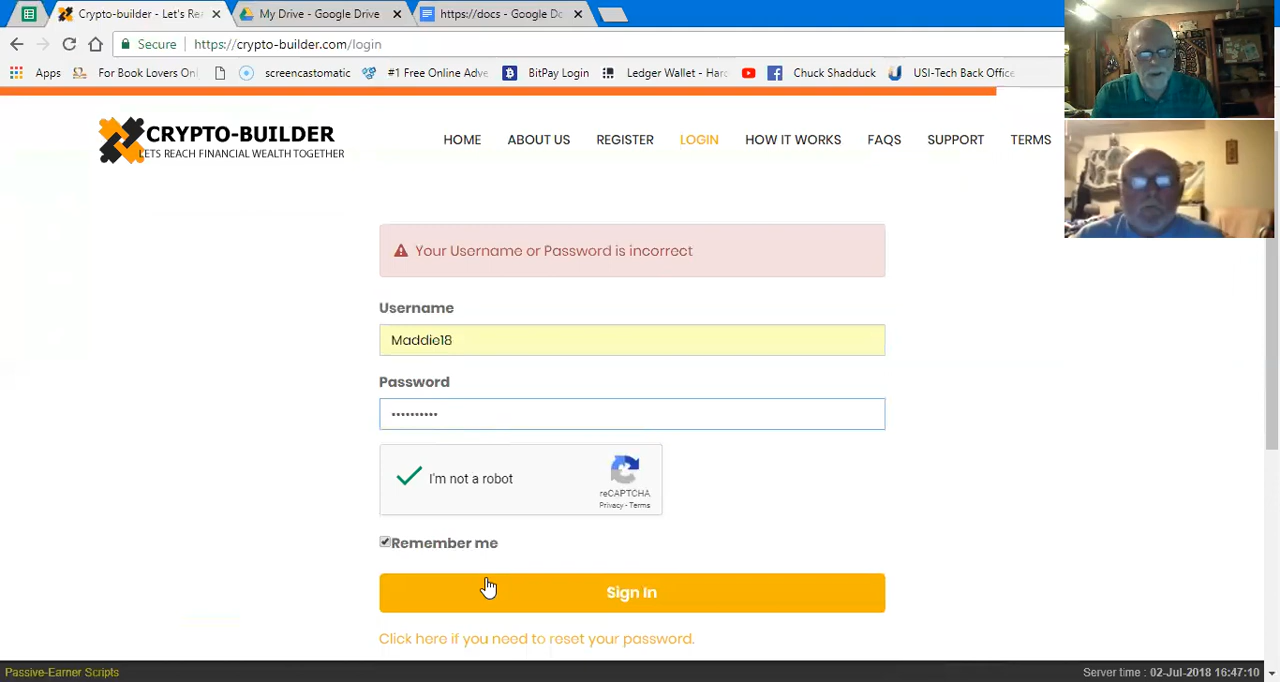 Crypto-builder - Let's Re
My Drive - Google Drive
https://docs - Google Do
Secure
https://crypto-builder.com/login
Apps
For Book Lovers Onl
screencastomatic
#1 Free Online Adve
BitPay Login
Ledger Wallet - Hard
Chuck Shadduck
USI-Tech Back Office
CRYPTO-BUILDER
LETS REACH FINANCIAL WEALTH TOGETHER
HOME
ABOUT US
REGISTER
LOGIN
HOW IT WORKS
FAQS
SUPPORT
TERMS
Your Username or Password is incorrect
Username
Maddie18
Password
••••••••••
I'm not a robot
reCAPTCHA
Privacy - Terms
Remember me
Sign In
Click here if you need to reset your password.
Passive-Earner Scripts
Server time : 02-Jul-2018 16:47:10